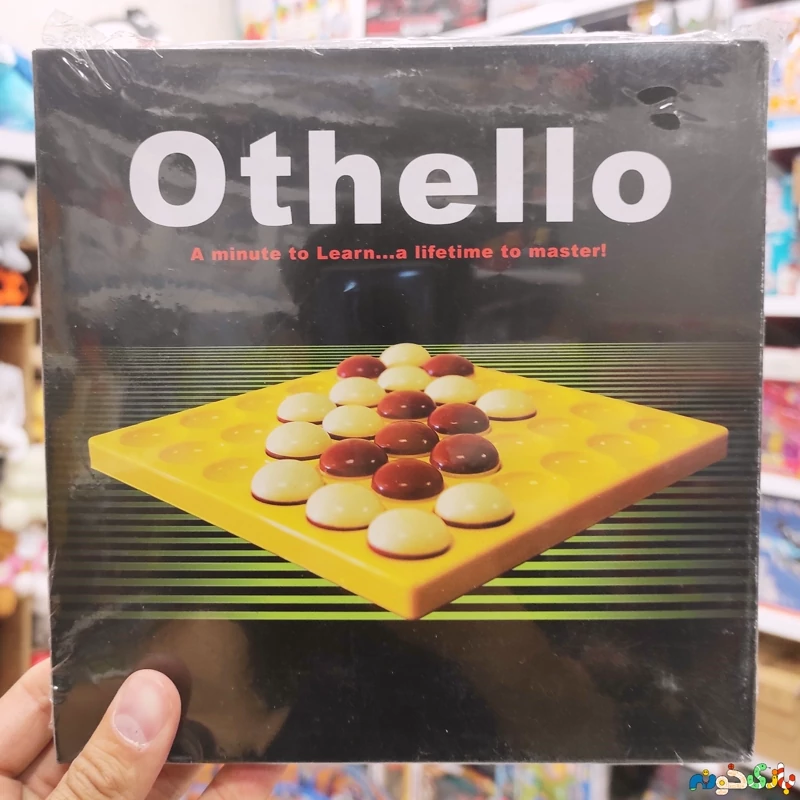 Othello
A minute to Learn...a lifetime to master!
بازی خونه